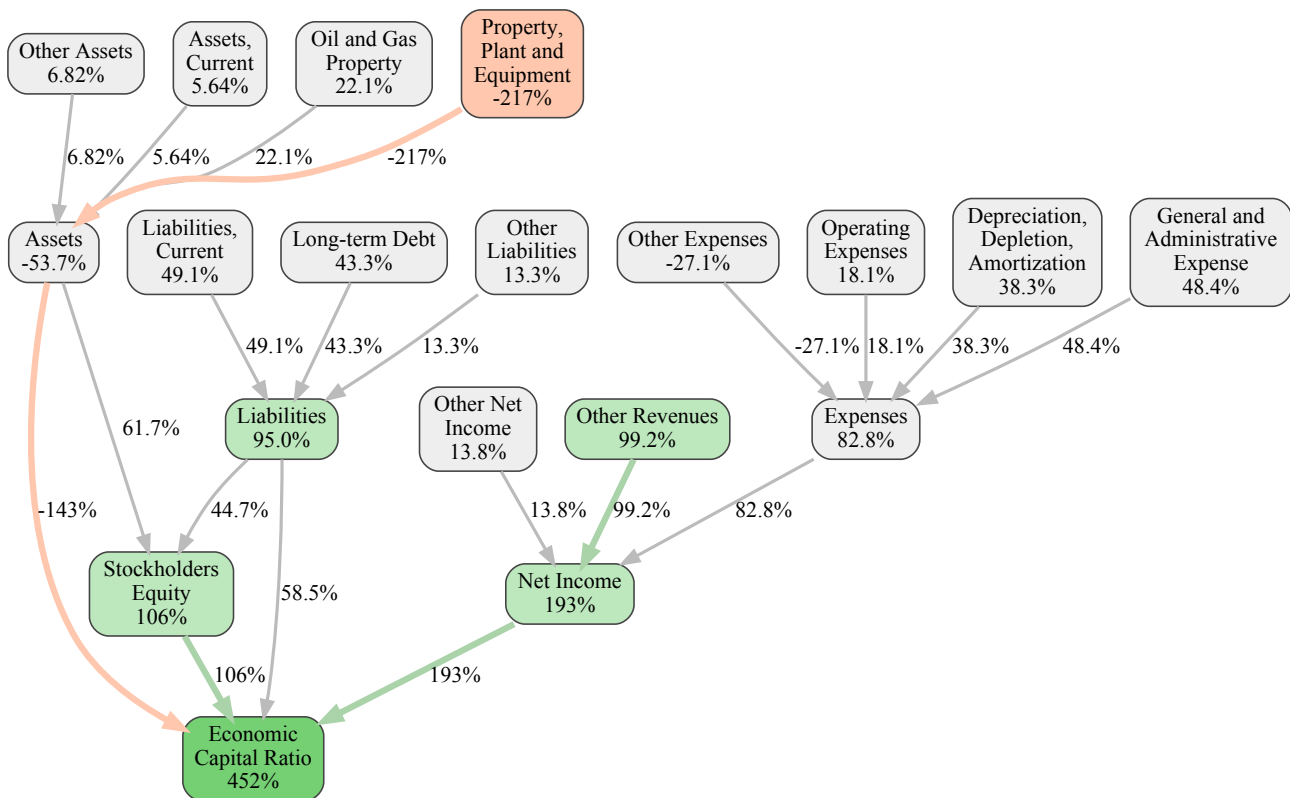 Other Assets
6.82%
Assets,
Current
5.64%
Oil and Gas
Property
22.1%
Property,
Plant and
Equipment
-217%
6.82%
5.64%
22.1%
-217%
Assets
-53.7%
Liabilities,
Current
49.1%
Long-term Debt
43.3%
Other
Liabilities
13.3%
Other Expenses
-27.1%
Operating
Expenses
18.1%
Depreciation,
Depletion,
Amortization
38.3%
General and
Administrative
Expense
48.4%
49.1%
43.3%
13.3%
-27.1%
18.1%
38.3%
48.4%
61.7%
Liabilities
95.0%
Other Net
Income
13.8%
Other Revenues
99.2%
Expenses
82.8%
-143%
44.7%
13.8%
99.2%
82.8%
Stockholders
Equity
106%
58.5%
Net Income
193%
106%
193%
Economic
Capital Ratio
452%